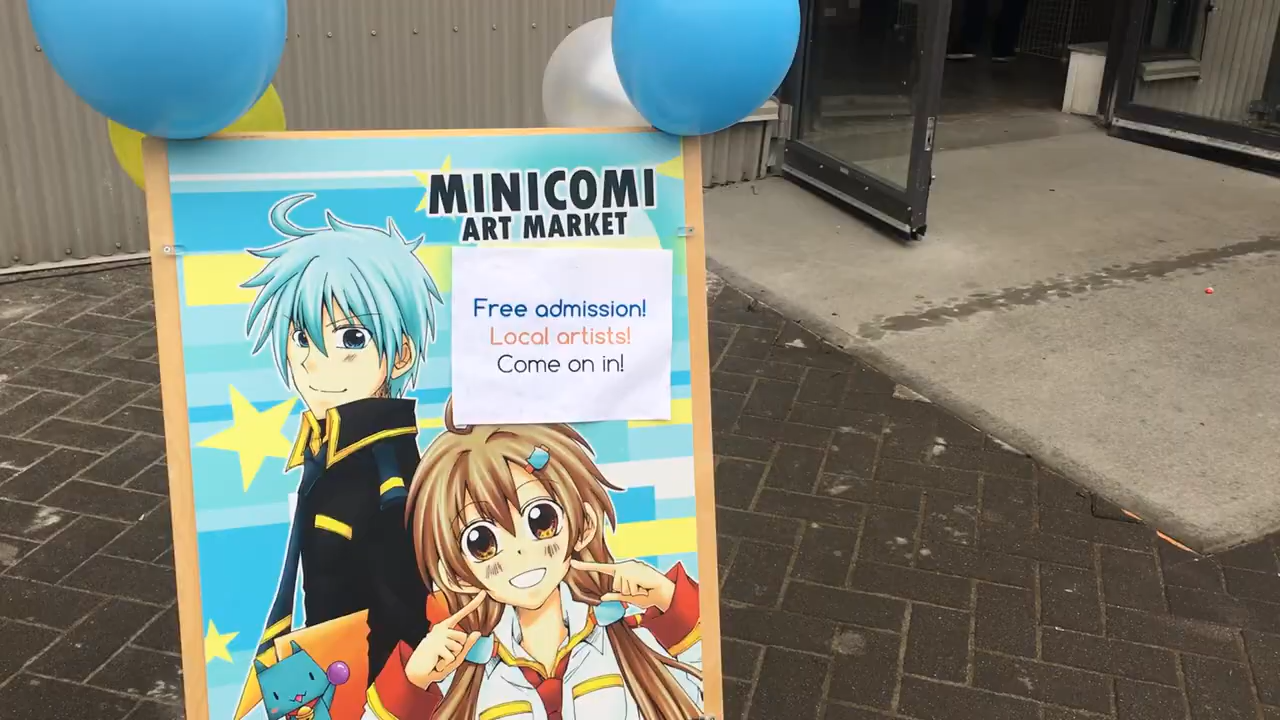 MINICOMI
ART MARKET
Free admission!
Local artists!
Come on in!